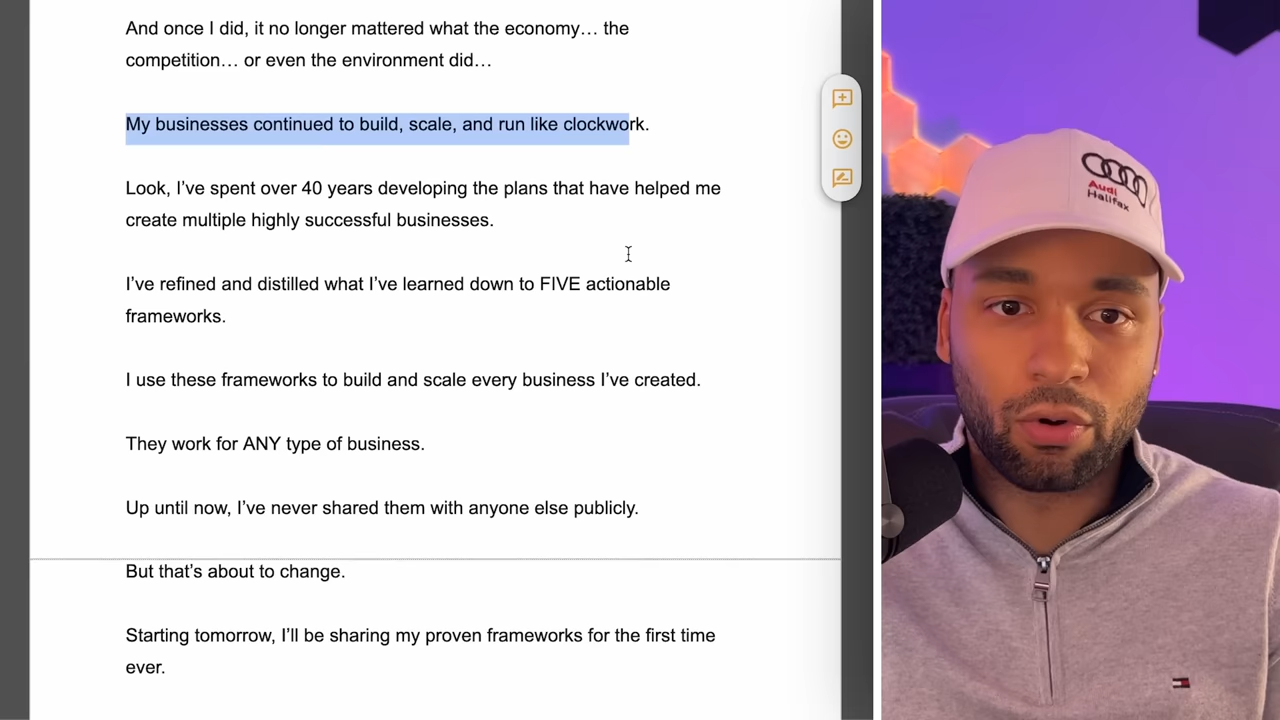 And once I did, it no longer mattered what the economy… the
competition… or even the environment did…
My businesses continued to build, scale, and run like clockwork.
Look, I’ve spent over 40 years developing the plans that have helped me
create multiple highly successful businesses.
I’ve refined and distilled what I’ve learned down to FIVE actionable
frameworks.
I use these frameworks to build and scale every business I’ve created.
They work for ANY type of business.
Up until now, I’ve never shared them with anyone else publicly.
But that’s about to change.
Starting tomorrow, I’ll be sharing my proven frameworks for the first time
ever.
Audi
Halifax